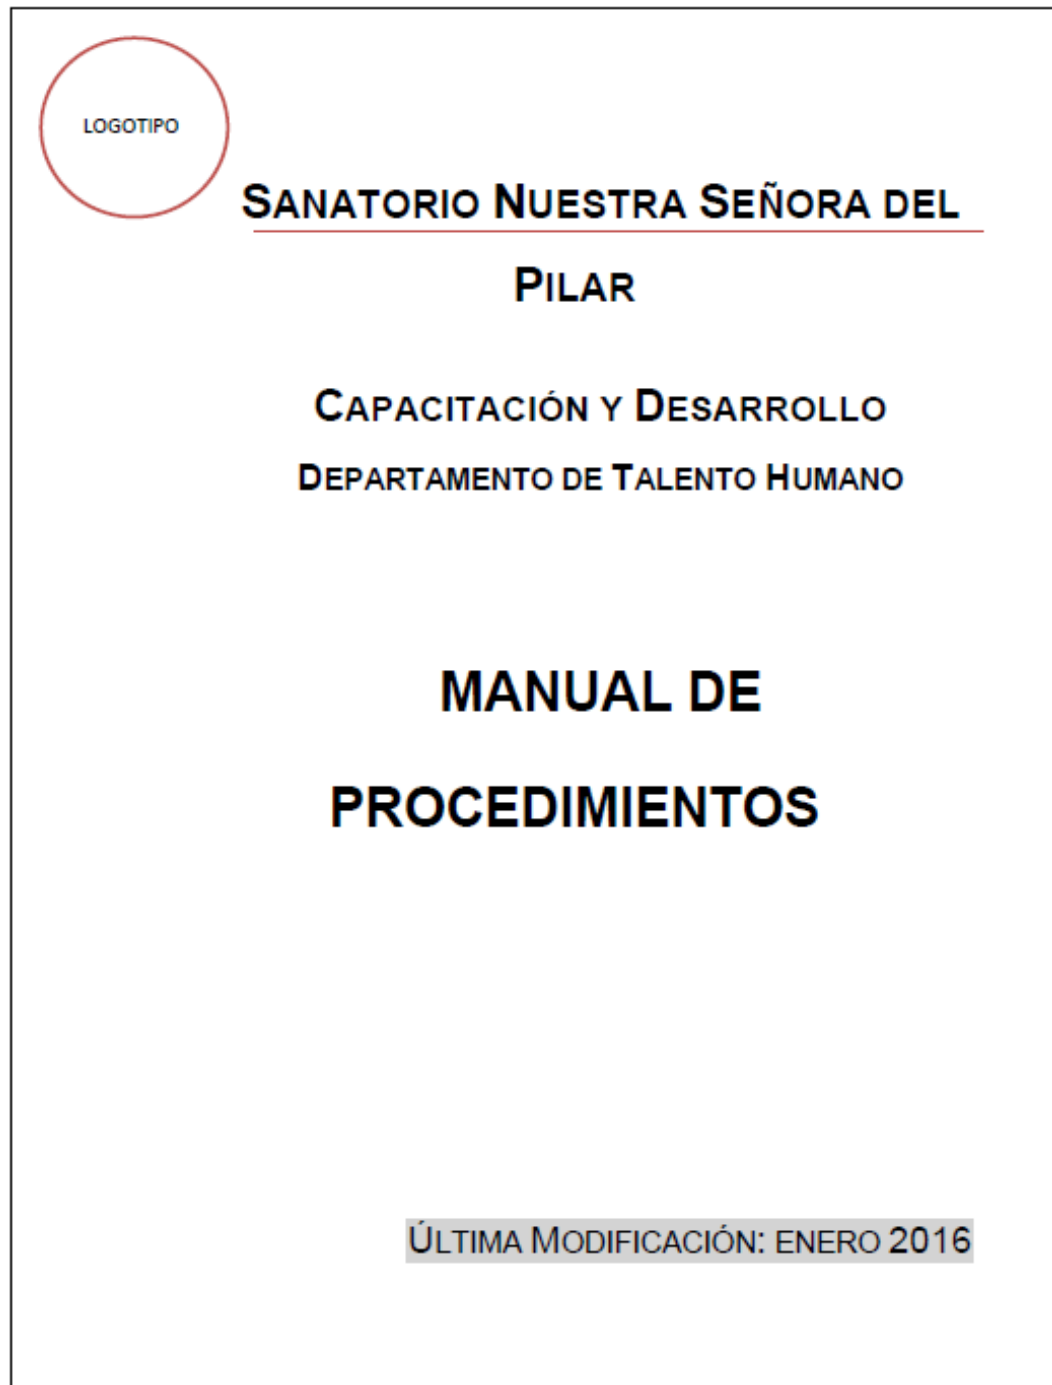 LOGOTIPO
SANATORIO NUESTRA SEÑORA DEL
PILAR
CAPACITACIÓN Y DESARROLLO
DEPARTAMENTO DE TALENTO HUMANO
MANUAL DE
PROCEDIMIENTOS
ÚLTIMA MODIFICACIÓN: ENERO 2016